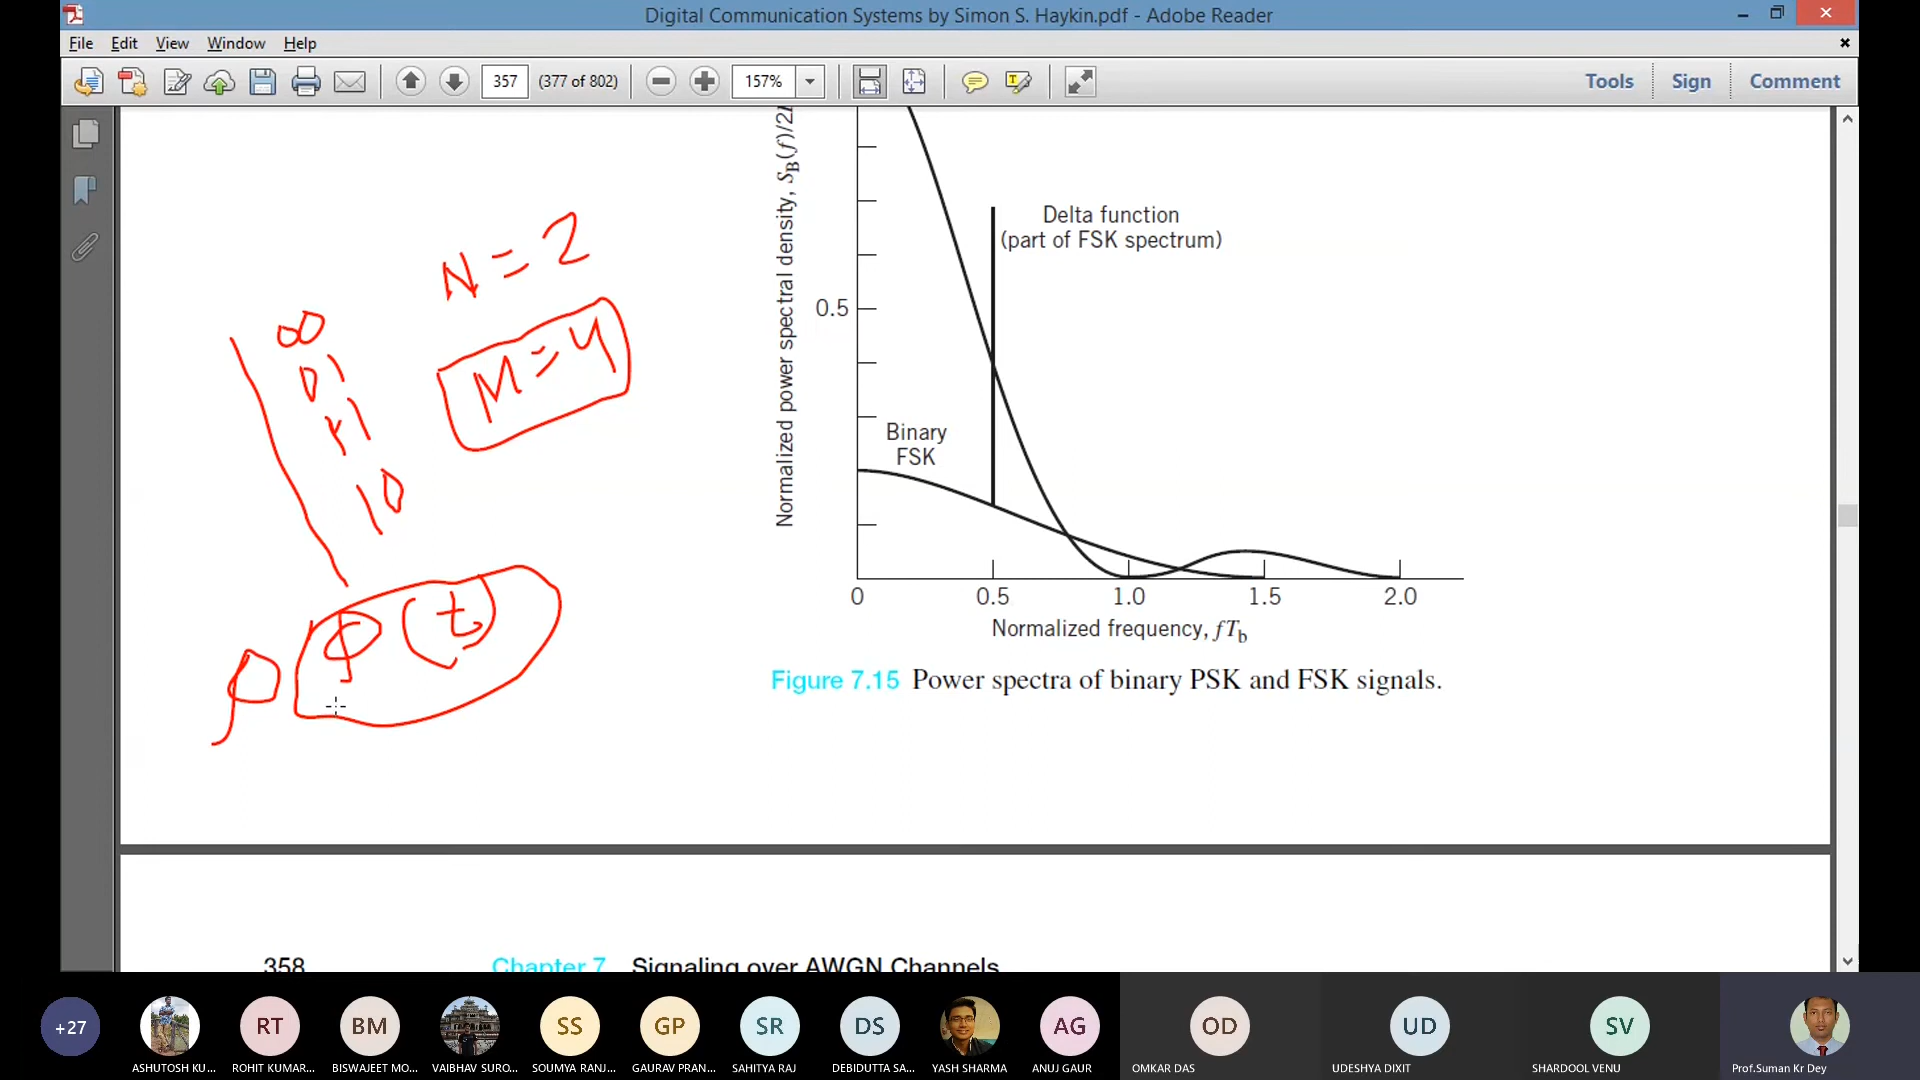 Digital Communication Systems by Simon S. Haykin.pdf - Adobe Reader
File Edit View Window Help
357 (377 of 802) 157% Tools Sign Comment
Normalized power spectral density, S_B(f)/2
Delta function
(part of FSK spectrum)
0.5
Binary
FSK
0 0.5 1.0 1.5 2.0
Normalized frequency, fT_b
Figure 7.15 Power spectra of binary PSK and FSK signals.
N = 2
M = 4
00
01
11
10
φ(t)
358 Chapter 7 Signaling over AWGN Channels
+27
RT BM SS GP SR DS AG OD UD SV
ASHUTOSH KU... ROHIT KUMAR... BISWAJEET MO... VAIBHAV SURO... SOUMYA RANJ... GAURAV PRAN... SAHITYA RAJ DEBIDUTTA SA... YASH SHARMA ANUJ GAUR OMKAR DAS UDESHYA DIXIT SHARDOOL VENU Prof.Suman Kr Dey